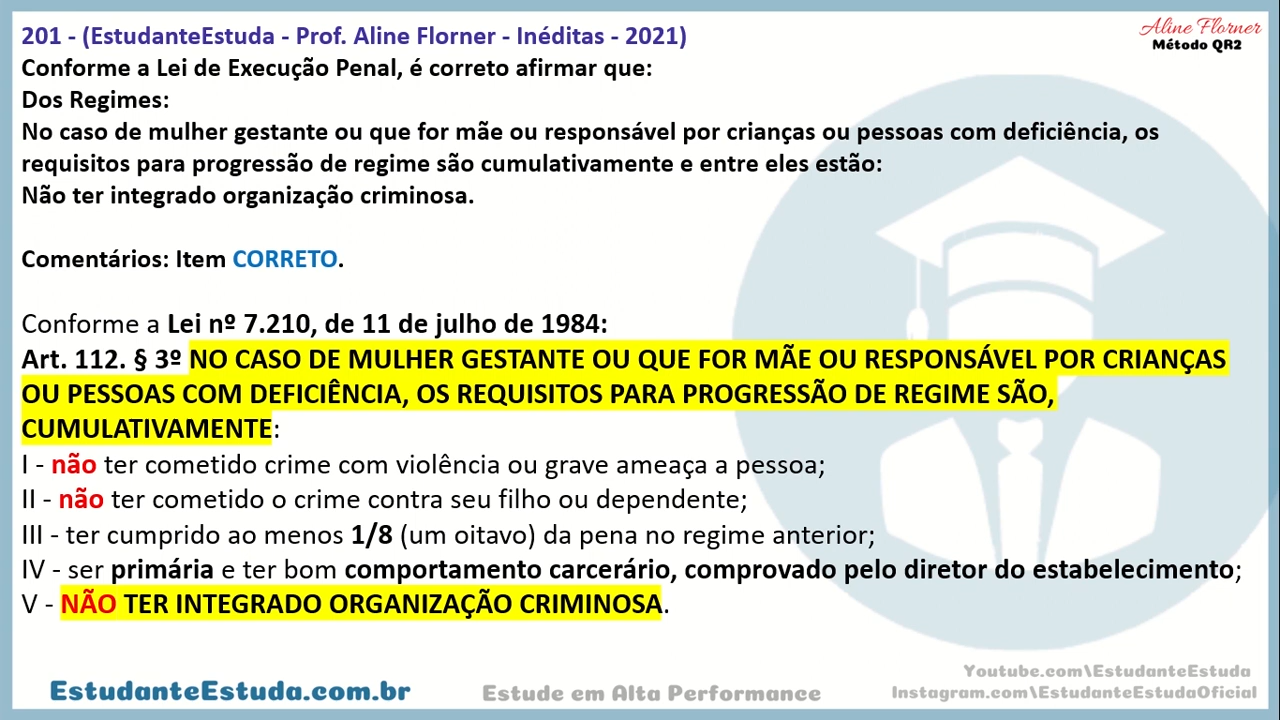 201 - (EstudanteEstuda - Prof. Aline Florner - Inéditas - 2021)
Aline Florner
Método QR2
Conforme a Lei de Execução Penal, é correto afirmar que:
Dos Regimes:
No caso de mulher gestante ou que for mãe ou responsável por crianças ou pessoas com deficiência, os
requisitos para progressão de regime são cumulativamente e entre eles estão:
Não ter integrado organização criminosa.
Comentários: Item CORRETO.
Conforme a Lei nº 7.210, de 11 de julho de 1984:
Art. 112. § 3º NO CASO DE MULHER GESTANTE OU QUE FOR MÃE OU RESPONSÁVEL POR CRIANÇAS
OU PESSOAS COM DEFICIÊNCIA, OS REQUISITOS PARA PROGRESSÃO DE REGIME SÃO,
CUMULATIVAMENTE:
I - não ter cometido crime com violência ou grave ameaça a pessoa;
II - não ter cometido o crime contra seu filho ou dependente;
III - ter cumprido ao menos 1/8 (um oitavo) da pena no regime anterior;
IV - ser primária e ter bom comportamento carcerário, comprovado pelo diretor do estabelecimento;
V - NÃO TER INTEGRADO ORGANIZAÇÃO CRIMINOSA.
EstudanteEstuda.com.br
Estude em Alta Performance
Youtube.com\EstudanteEstuda
Instagram.com\EstudanteEstudaOficial